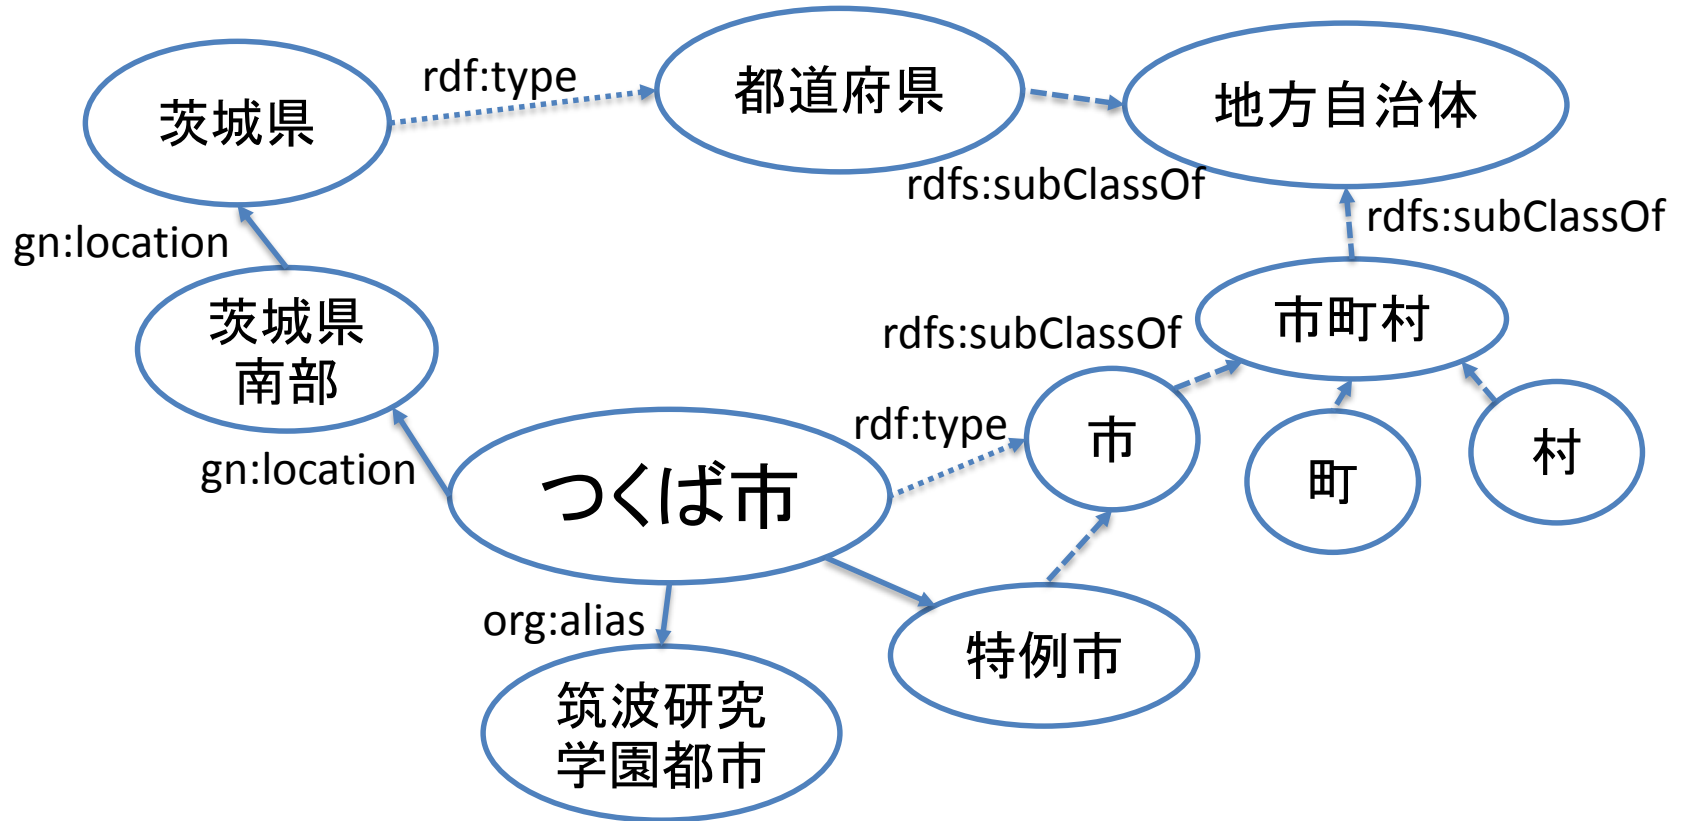 rdf:type
都道府県
地方自治体
茨城県
rdfs:subClassOf
rdfs:subClassOf
gn:location
茨城県
南部
rdfs:subClassOf
市町村
rdf:type
市
村
gn:location
つくば市
町
org:alias
特例市
筑波研究
学園都市